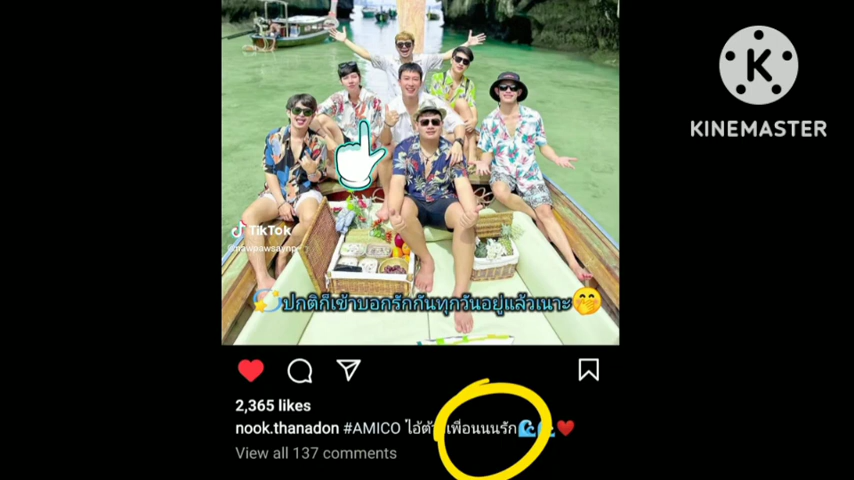 KINEMASTER
TikTok
ปกติก็เข้าบอกรักกันทุกวันอยู่แล้วเนาะ
2,365 likes
nook.thanadon #AMICO ไอ้ตัว เพื่อนนนรัก
View all 137 comments